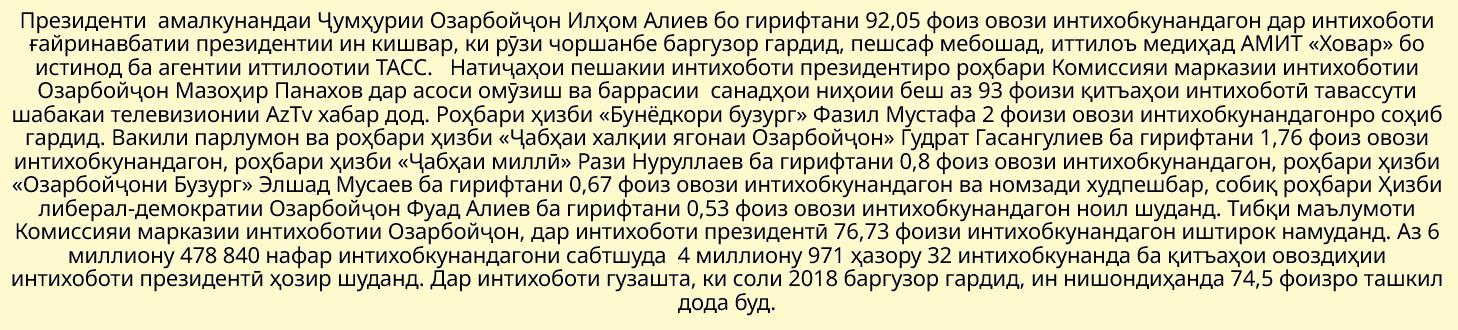 Президенти  амалкунандаи Ҷумҳурии Озарбойҷон Илҳом Алиев бо гирифтани 92,05 фоиз овози интихобкунандагон дар интихоботи
ғайринавбатии президентии ин кишвар, ки рӯзи чоршанбе баргузор гардид, пешсаф мебошад, иттилоъ медиҳад АМИТ «Ховар» бо
истинод ба агентии иттилоотии ТАСС.   Натиҷаҳои пешакии интихоботи президентиро роҳбари Комиссияи марказии интихоботии
Озарбойҷон Мазоҳир Панахов дар асоси омӯзиш ва баррасии  санадҳои ниҳоии беш аз 93 фоизи қитъаҳои интихоботӣ тавассути
шабакаи телевизионии AzTv хабар дод. Роҳбари ҳизби «Бунёдкори бузург» Фазил Мустафа 2 фоизи овози интихобкунандагонро соҳиб
гардид. Вакили парлумон ва роҳбари ҳизби «Ҷабҳаи халқии ягонаи Озарбойҷон» Гудрат Гасангулиев ба гирифтани 1,76 фоиз овози
интихобкунандагон, роҳбари ҳизби «Ҷабҳаи миллӣ» Рази Нуруллаев ба гирифтани 0,8 фоиз овози интихобкунандагон, роҳбари ҳизби
«Озарбойҷони Бузург» Элшад Мусаев ба гирифтани 0,67 фоиз овози интихобкунандагон ва номзади худпешбар, собиқ роҳбари Ҳизби
либерал-демократии Озарбойҷон Фуад Алиев ба гирифтани 0,53 фоиз овози интихобкунандагон ноил шуданд. Тибқи маълумоти
Комиссияи марказии интихоботии Озарбойҷон, дар интихоботи президентӣ 76,73 фоизи интихобкунандагон иштирок намуданд. Аз 6
миллиону 478 840 нафар интихобкунандагони сабтшуда  4 миллиону 971 ҳазору 32 интихобкунанда ба қитъаҳои овоздиҳии
интихоботи президентӣ ҳозир шуданд. Дар интихоботи гузашта, ки соли 2018 баргузор гардид, ин нишондиҳанда 74,5 фоизро ташкил
дода буд.